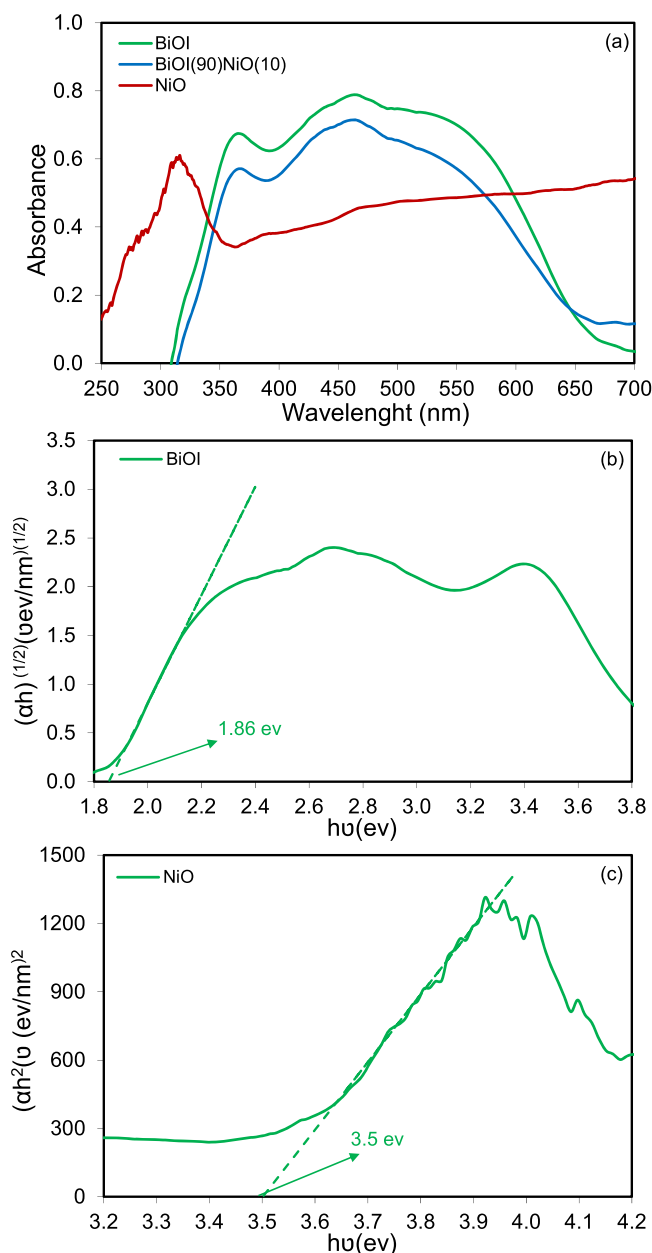 (a)
BiOI
BiOI(90)NiO(10)
NiO
Absorbance
1.0
0.8
0.6
0.4
0.2
0.0
250 300 350 400 450 500 550 600 650 700
Wavelenght (nm)
(b)
BiOI
(αh) (1/2)(υev/nm)(1/2)
3.5
3.0
2.5
2.0
1.5
1.0
0.5
0.0
1.86 ev
1.8 2.0 2.2 2.4 2.6 2.8 3.0 3.2 3.4 3.6 3.8
hυ(ev)
(c)
NiO
(αh2(υ (ev/nm)2
1500
1200
900
600
300
0
3.5 ev
3.2 3.3 3.4 3.5 3.6 3.7 3.8 3.9 4.0 4.1 4.2
hυ(ev)